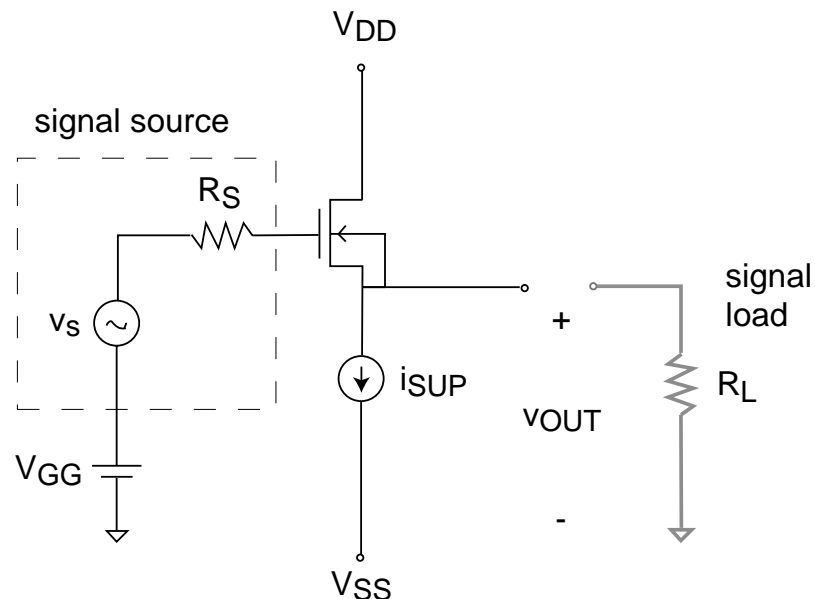 VDD
signal source
RS
vs
signal
load
+
iSUP
RL
vOUT
VGG
-
VSS